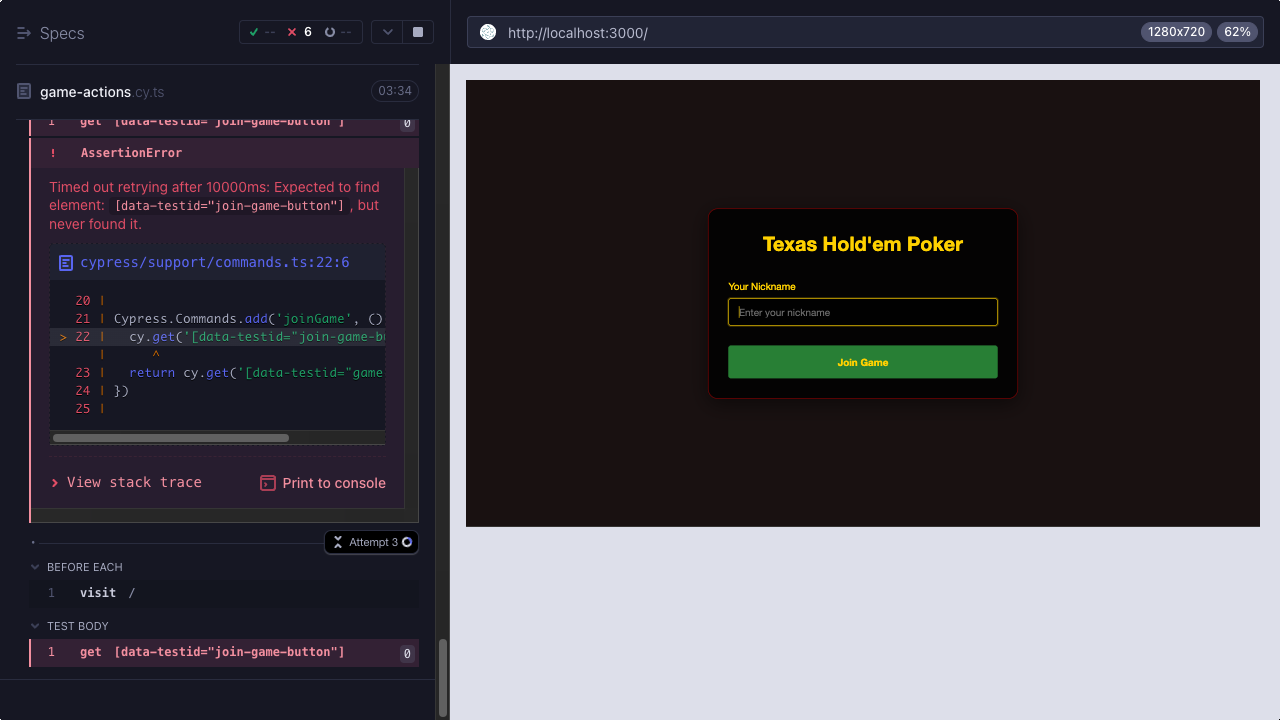 Specs
-- 6 --
http://localhost:3000/
1280x720
62%
game-actions.cy.ts
03:34
1 get [data-testid="join-game-button"] 0
! AssertionError
Timed out retrying after 10000ms: Expected to find
element: [data-testid="join-game-button"] , but
never found it.
cypress/support/commands.ts:22:6
20 |
21 | Cypress.Commands.add('joinGame', ()
> 22 | cy.get('[data-testid="join-game-bu
| ^
23 | return cy.get('[data-testid="game
24 | })
25 |
View stack trace
Print to console
Attempt 3
BEFORE EACH
1 visit /
TEST BODY
1 get [data-testid="join-game-button"] 0
Texas Hold'em Poker
Your Nickname
Enter your nickname
Join Game